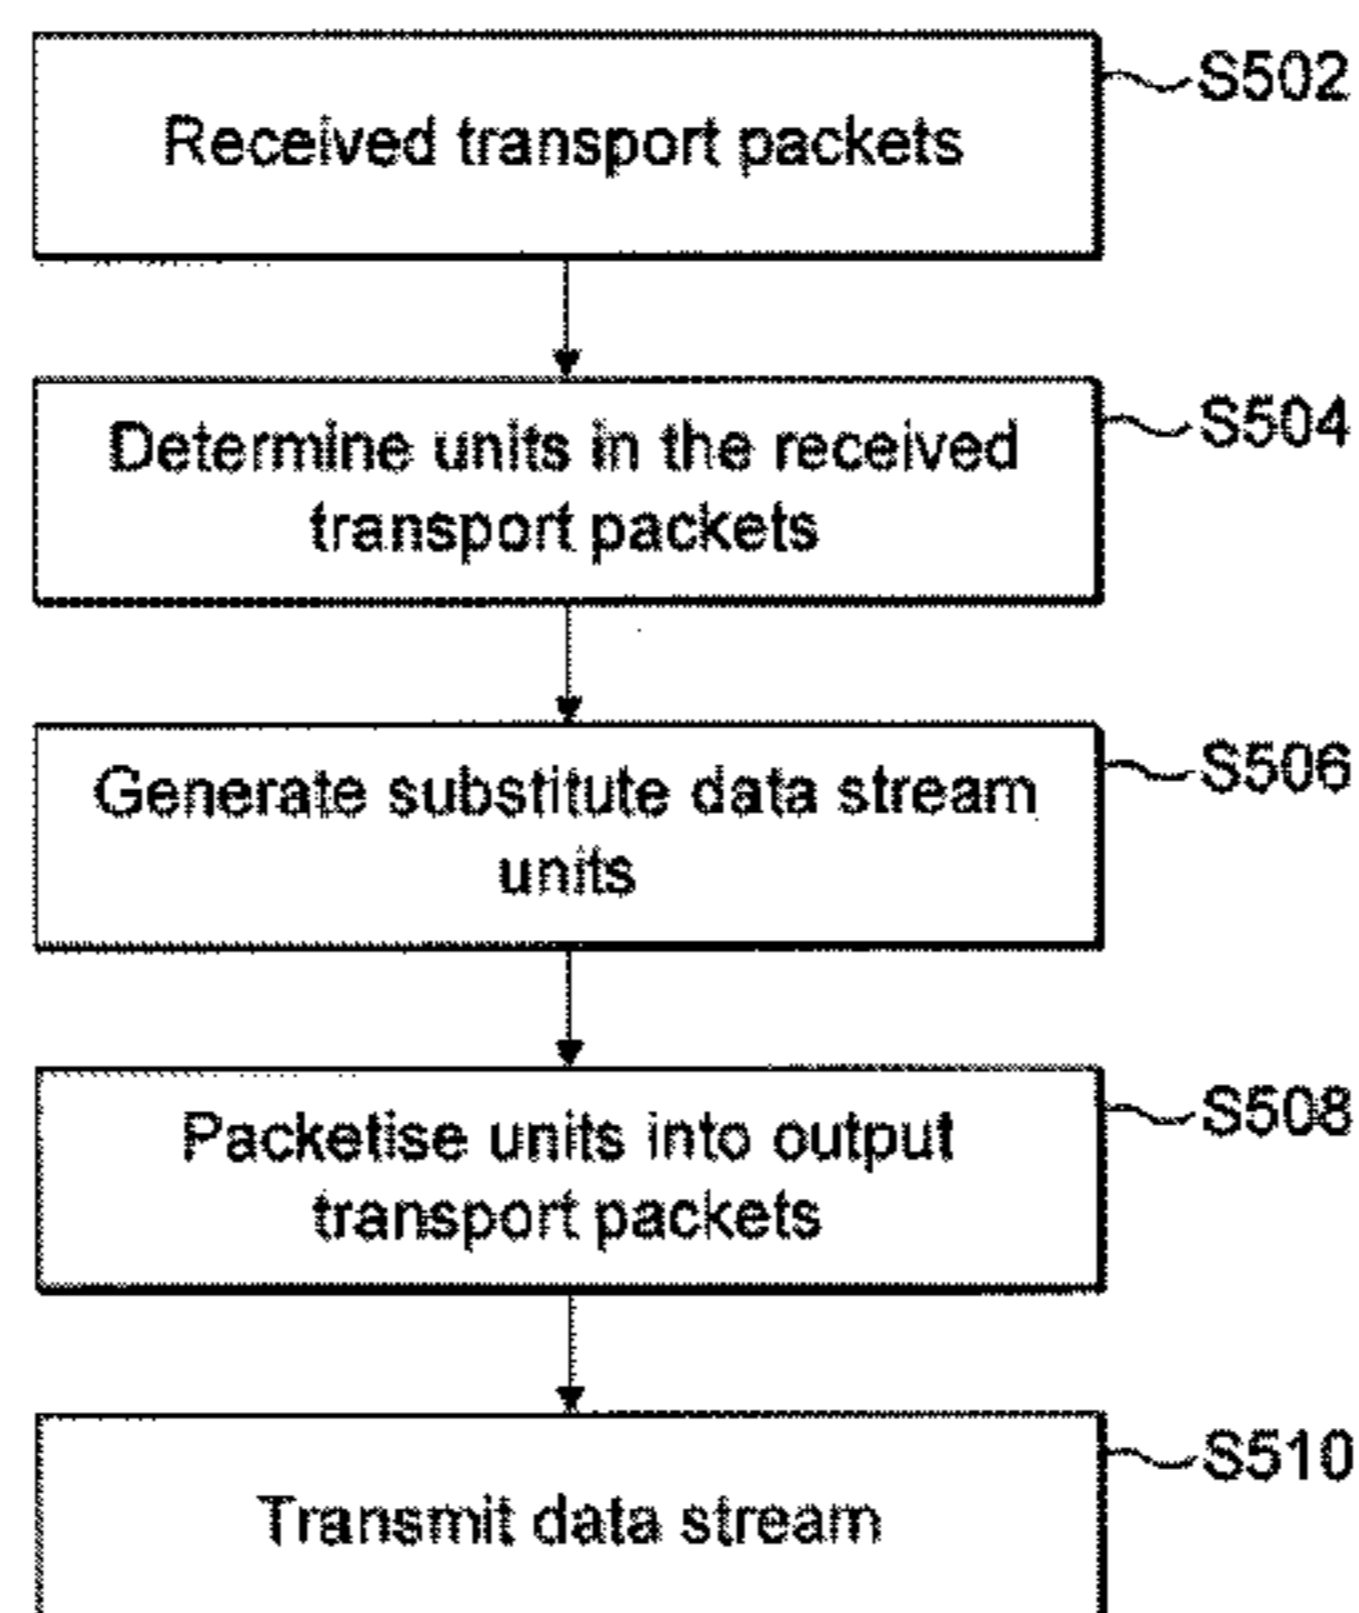 Received transport packets
S502
Determine units in the received
transport packets
S504
Generate substitute data stream
units
S506
Packetise units into output
transport packets
S508
Transmit data stream
S510